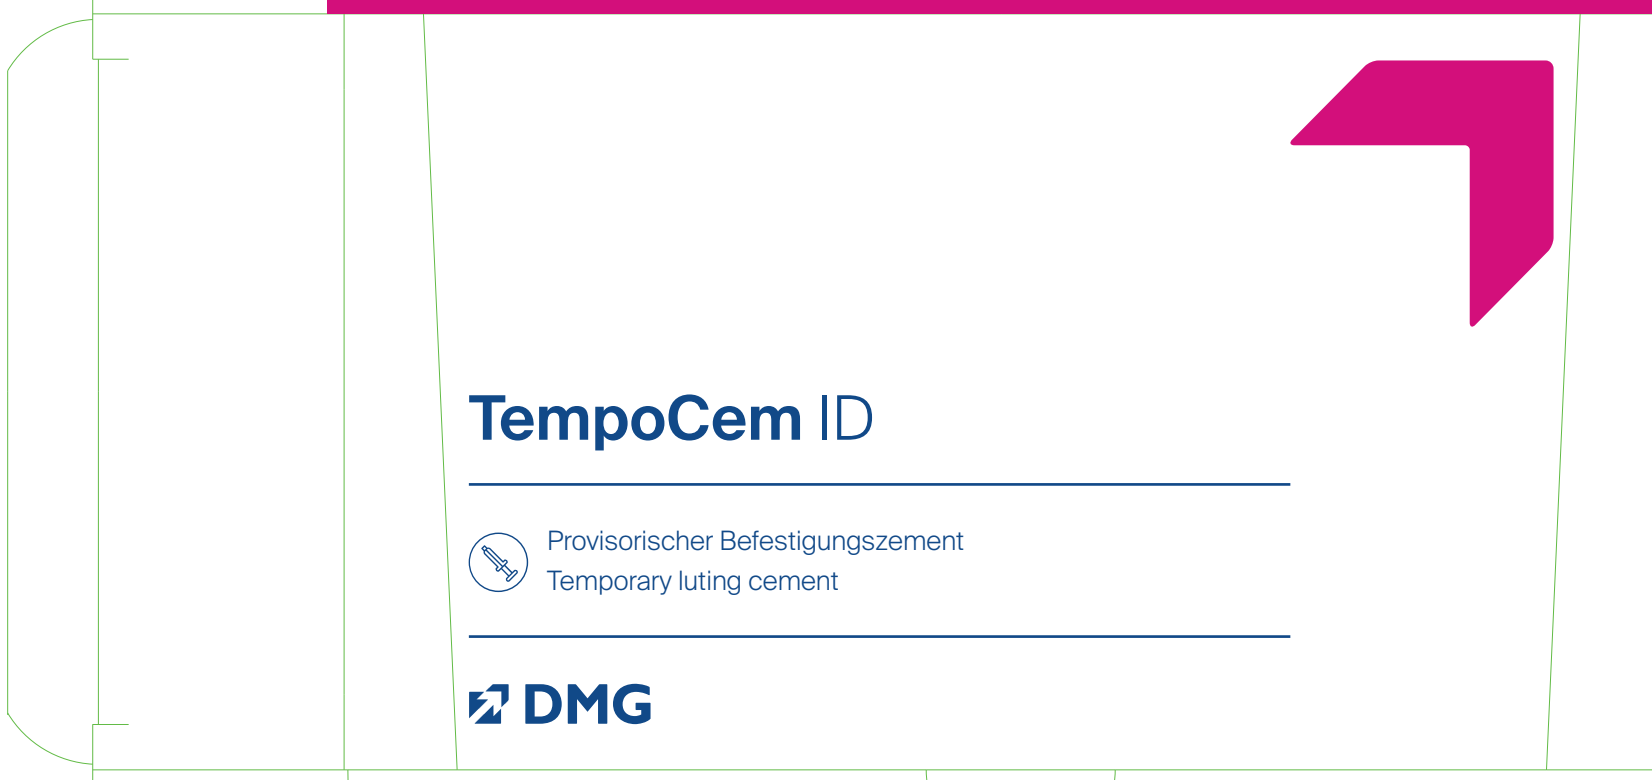 TempoCem ID
Provisorischer Befestigungszement
Temporary luting cement
DMG